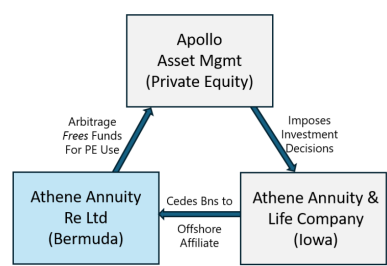 Apollo
Asset Mgmt
(Private Equity)
Arbitrage
Frees Funds
For PE Use
Imposes
Investment
Decisions
Athene Annuity
Re Ltd
(Bermuda)
Cedes Bns to
Offshore
Affiliate
Athene Annuity &
Life Company
(Iowa)